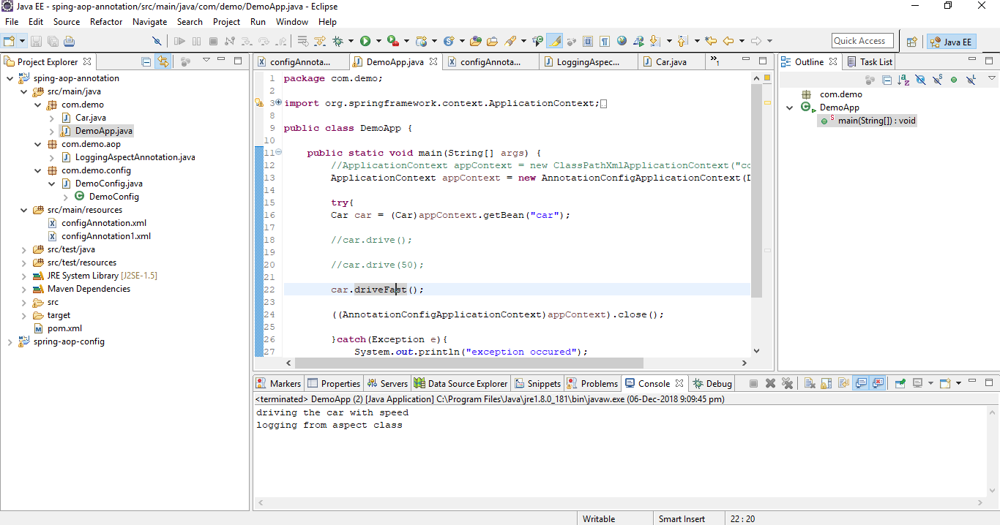 Java EE - sping-aop-annotation/src/main/java/com/demo/DemoApp.java - Eclipse
File Edit Source Refactor Navigate Search Project Run Window Help
Quick Access
Java EE
Project Explorer
sping-aop-annotation
src/main/java
com.demo
Car.java
DemoApp.java
com.demo.aop
LoggingAspectAnnotation.java
com.demo.config
DemoConfig.java
DemoConfig
src/main/resources
configAnnotation.xml
configAnnotation1.xml
src/test/java
src/test/resources
JRE System Library [J2SE-1.5]
Maven Dependencies
src
target
pom.xml
spring-aop-config
configAnnota... DemoApp.java configAnnota... LoggingAspec... Car.java »1
1 package com.demo;
2
3 import org.springframework.context.ApplicationContext;
8
9 public class DemoApp {
10
11 public static void main(String[] args) {
12 //ApplicationContext appContext = new ClassPathXmlApplicationContext("co
13 ApplicationContext appContext = new AnnotationConfigApplicationContext(D
14
15 try{
16 Car car = (Car)appContext.getBean("car");
17
18 //car.drive();
19
20 //car.drive(50);
21
22 car.driveFast();
23
24 ((AnnotationConfigApplicationContext)appContext).close();
25
26 }catch(Exception e){
27 System.out.println("exception occured");
Outline Task List
com.demo
DemoApp
main(String[]) : void
Markers Properties Servers Data Source Explorer Snippets Problems Console Debug
<terminated> DemoApp (2) [Java Application] C:\Program Files\Java\jre1.8.0_181\bin\javaw.exe (06-Dec-2018 9:09:45 pm)
driving the car with speed
logging from aspect class
Writable Smart Insert 22 : 20